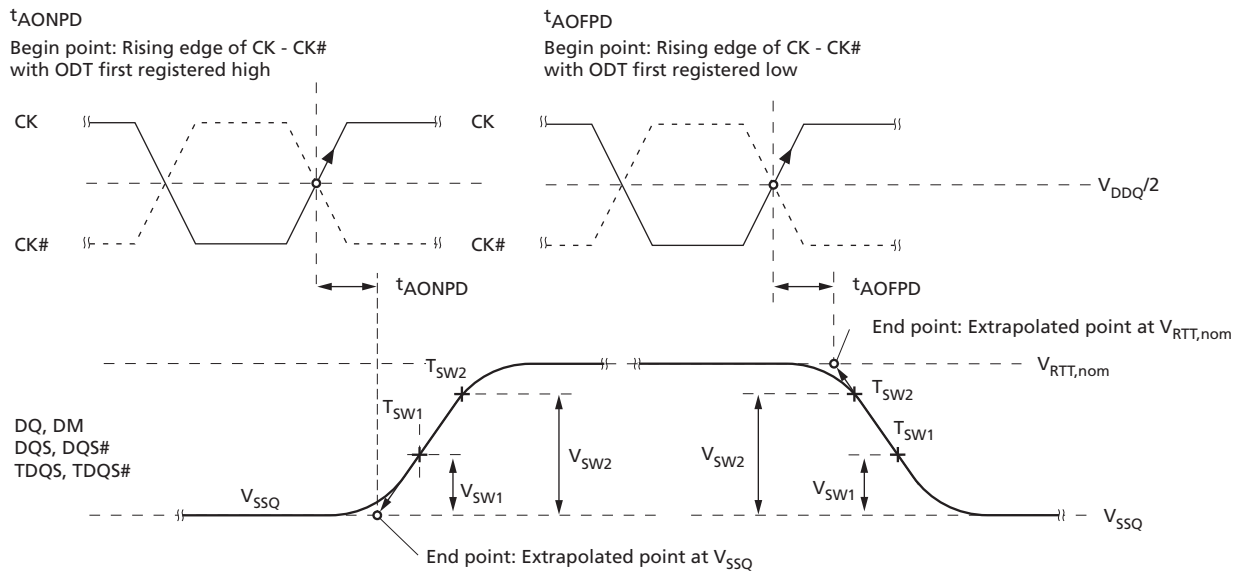 tAONPD
Begin point: Rising edge of CK - CK#
with ODT first registered high
tAOFPD
Begin point: Rising edge of CK - CK#
with ODT first registered low
CK
CK
VDDQ/2
CK#
CK#
tAONPD
tAOFPD
End point: Extrapolated point at VRTT,nom
TSW2
VRTT,nom
TSW2
TSW1
TSW1
DQ, DM
DQS, DQS#
TDQS, TDQS#
VSW2
VSW2
VSW1
VSW1
VSSQ
VSSQ
End point: Extrapolated point at VSSQ